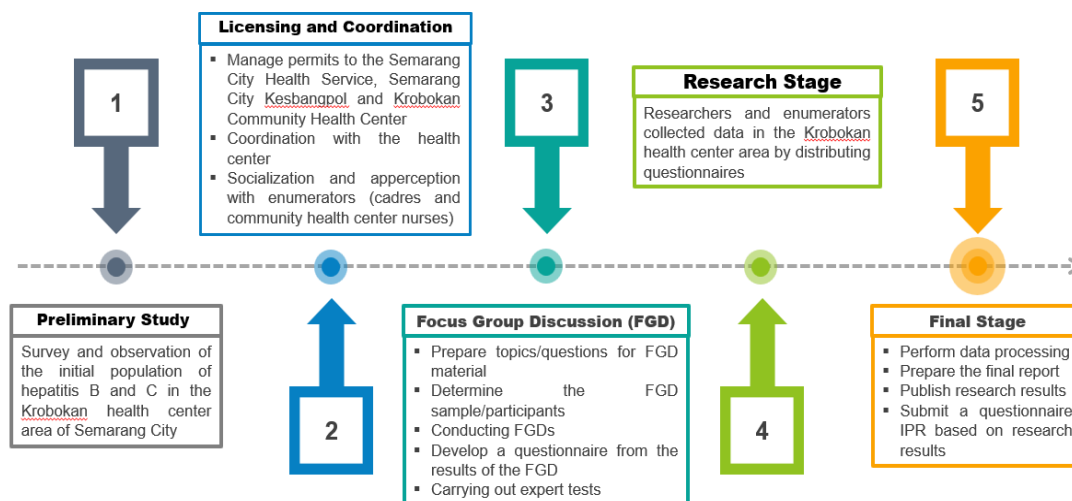 1
Preliminary Study
Survey and observation of
the initial population of
hepatitis B and C in the
Krobokan health center
area of Semarang City
Licensing and Coordination
▪ Manage permits to the Semarang
City Health Service, Semarang
City Kesbangpol and Krobokan
Community Health Center
▪ Coordination with the health
center
▪ Socialization and apperception
with enumerators (cadres and
community health center nurses)
2
3
Focus Group Discussion (FGD)
▪ Prepare topics/questions for FGD
material
▪ Determine the FGD
sample/participants
▪ Conducting FGDs
▪ Develop a questionnaire from the
results of the FGD
▪ Carrying out expert tests
Research Stage
Researchers and enumerators
collected data in the Krobokan
health center area by distributing
questionnaires
4
5
Final Stage
▪ Perform data processing
▪ Prepare the final report
▪ Publish research results
▪ Submit a questionnaire
IPR based on research
results